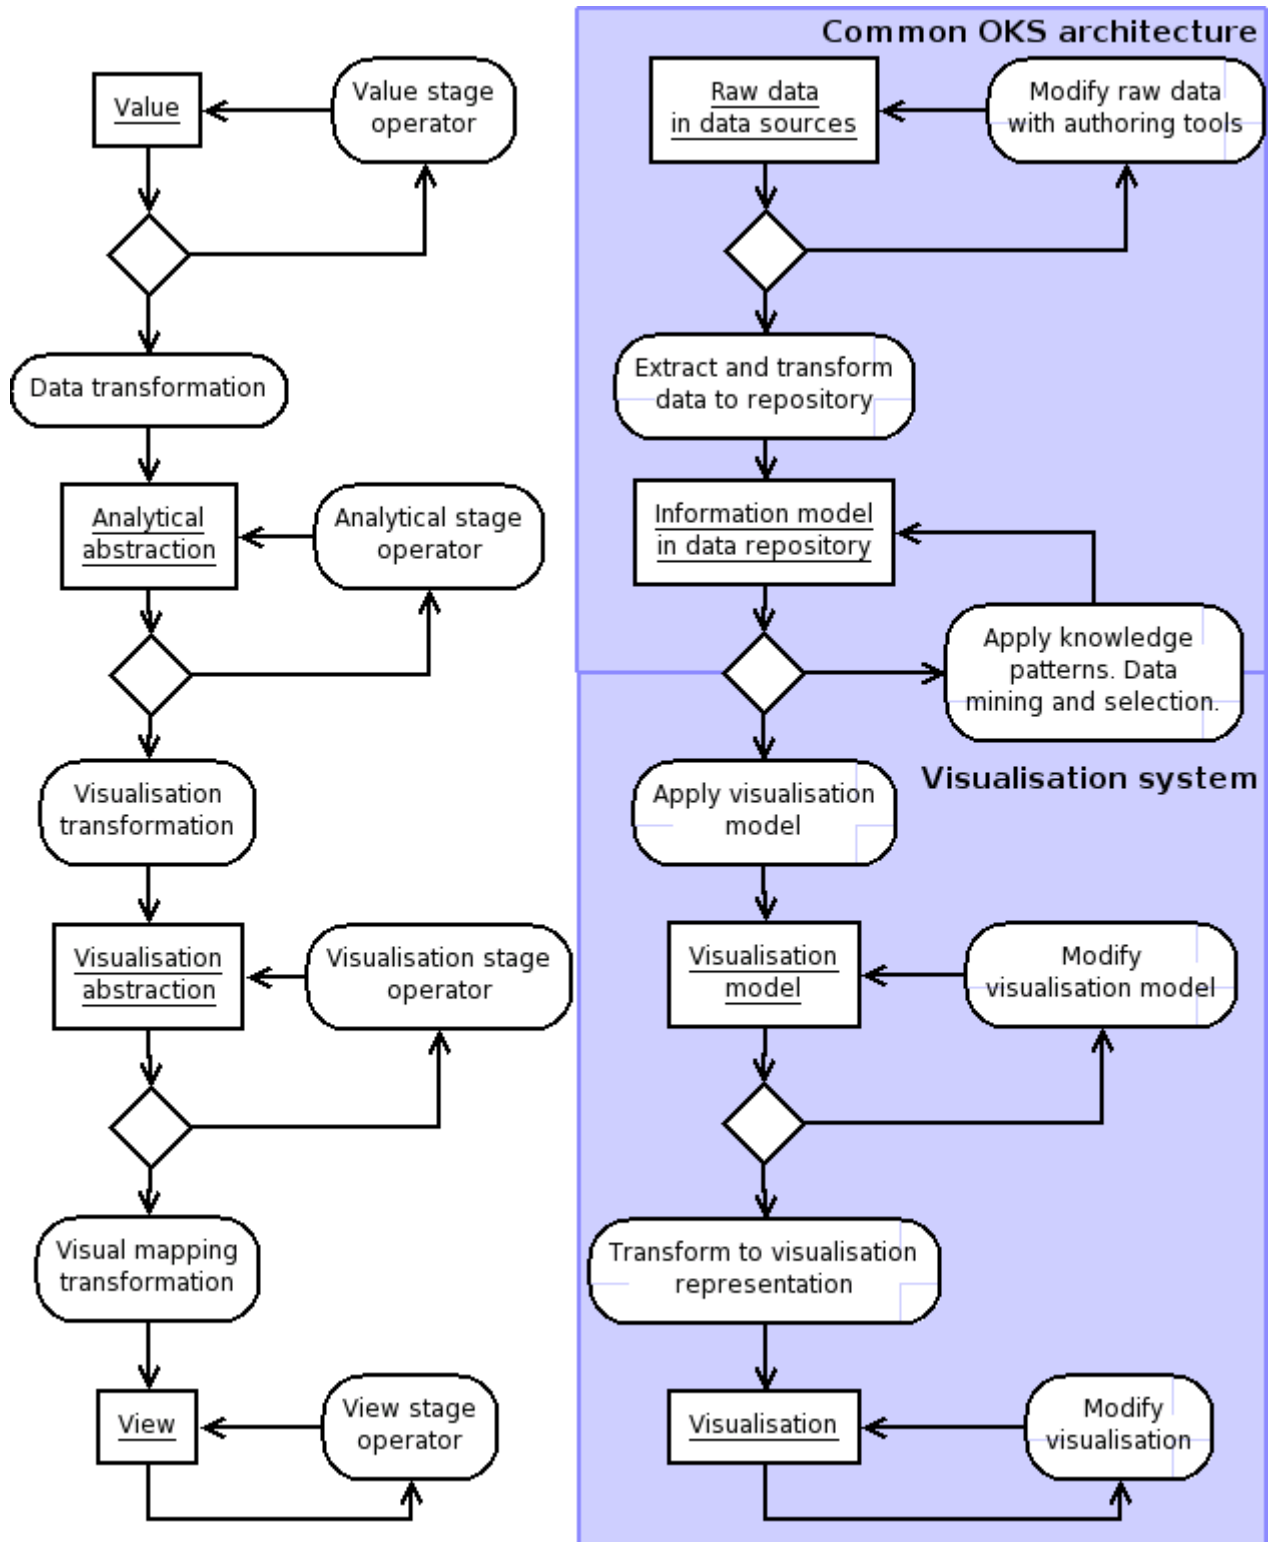 Common OKS architecture
Value
Value stage
operator
Raw data
in data sources
Modify raw data
with authoring tools
Data transformation
Extract and transform
data to repository
Analytical
abstraction
Analytical stage
operator
Information model
in data repository
Apply knowledge
patterns. Data
mining and selection.
Visualisation system
Visualisation
transformation
Apply visualisation
model
Visualisation
abstraction
Visualisation stage
operator
Visualisation
model
Modify
visualisation model
Visual mapping
transformation
Transform to visualisation
representation
View
View stage
operator
Visualisation
Modify
visualisation